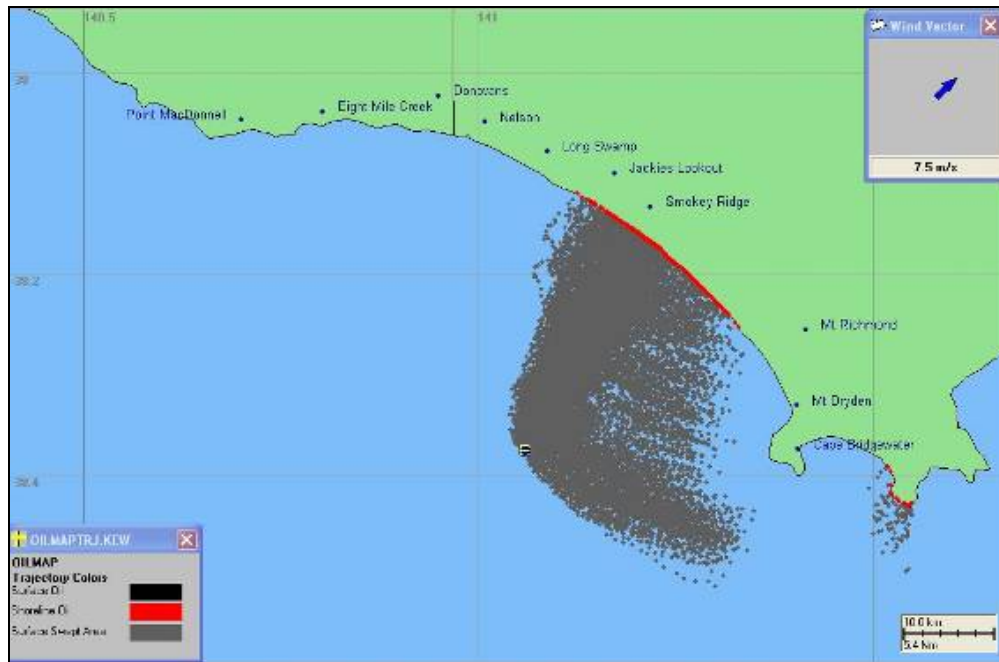 140.5
141
Wind Vector
38
Donovans
Point MacDonnell
Eight Mile Creek
Nelson
Long Swamp
Jackies Lookout
7.5 m/s
Smokey Ridge
38.2
Mt Richmond
Mt Dryden
Cape Bridgewater
38.4
OILMAPTRJ.KEW
OILMAP
Trajectory Colors
Surface Oil
Shoreline Oil
Surface Swept Area
10.0 km
5.4 Nm